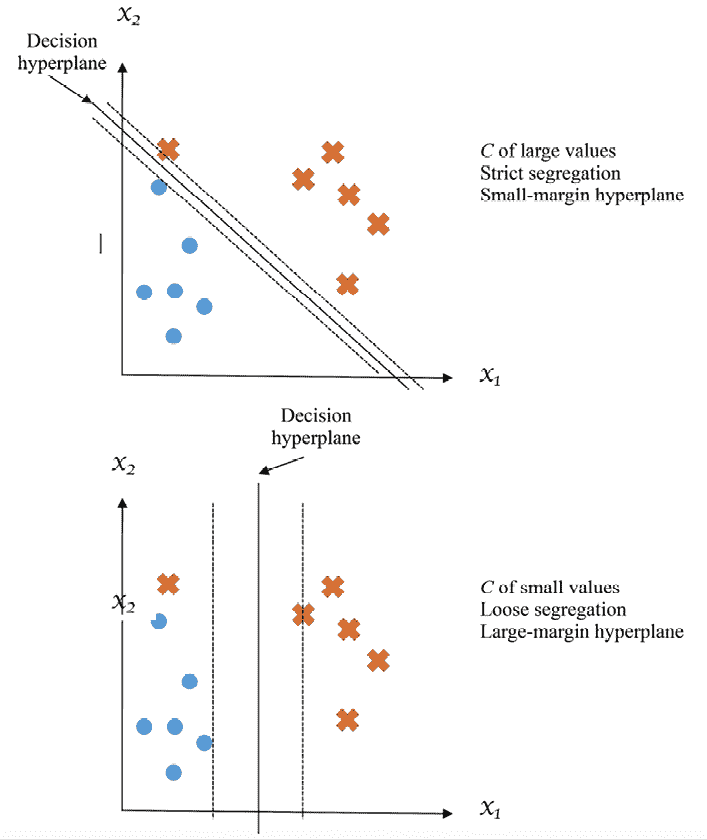 X₂
Decision
hyperplane
C of large values
Strict segregation
Small-margin hyperplane
X₁
Decision
hyperplane
X₂
X₂
C of small values
Loose segregation
Large-margin hyperplane
X₁